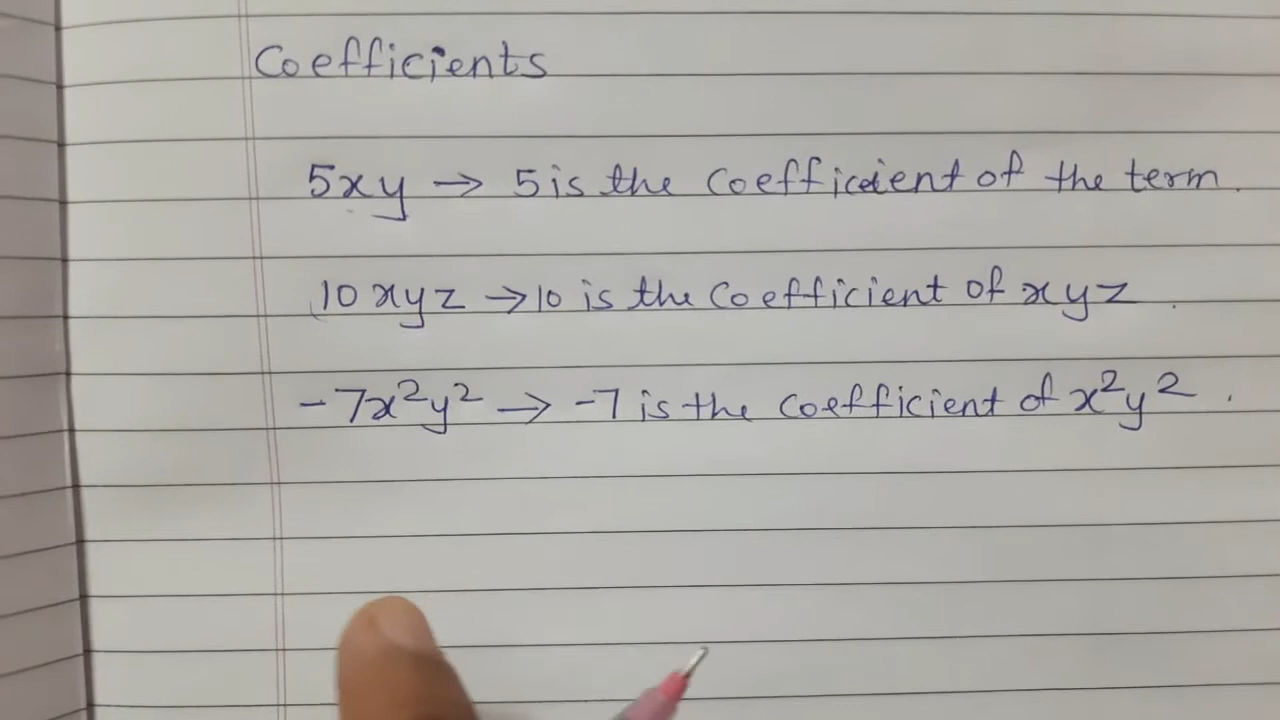 Coefficients
5xy → 5 is the coefficient of the term.
10xyz → 10 is the coefficient of xyz.
-7x²y² → -7 is the coefficient of x²y².